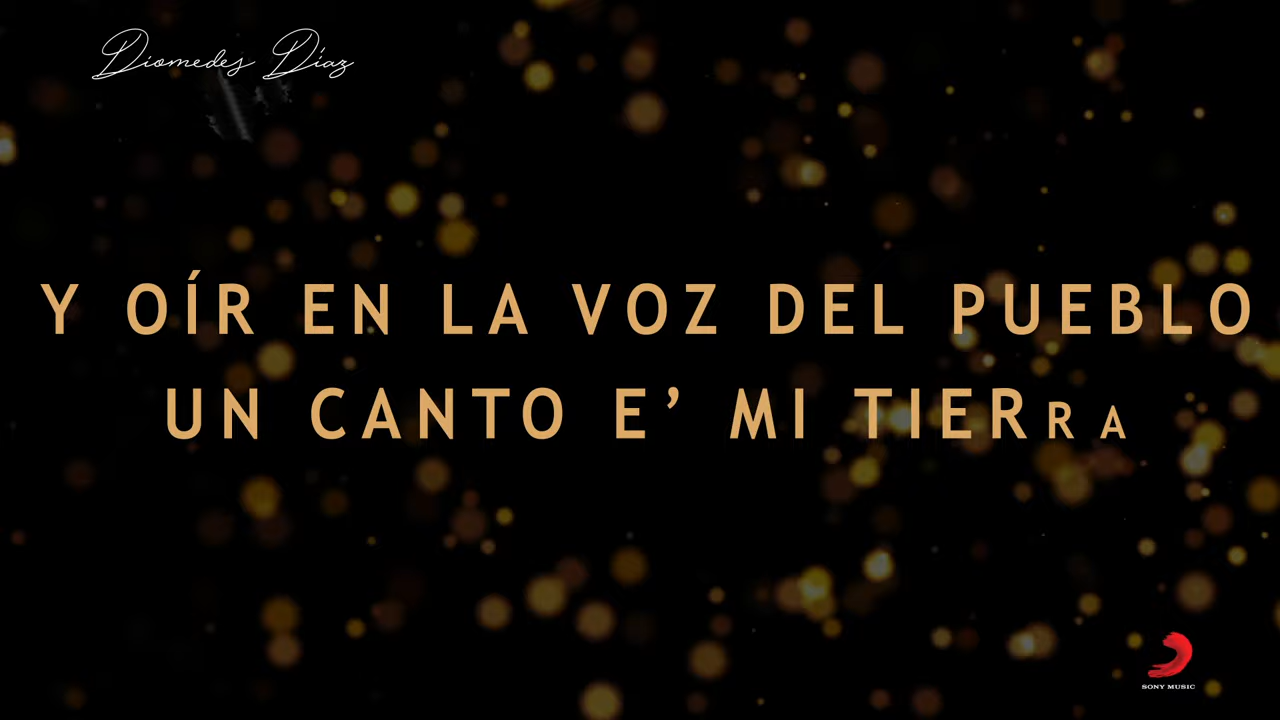 Diomedes Díaz
Y OÍR EN LA VOZ DEL PUEBLO
UN CANTO E’ MI TIERRA
SONY MUSIC